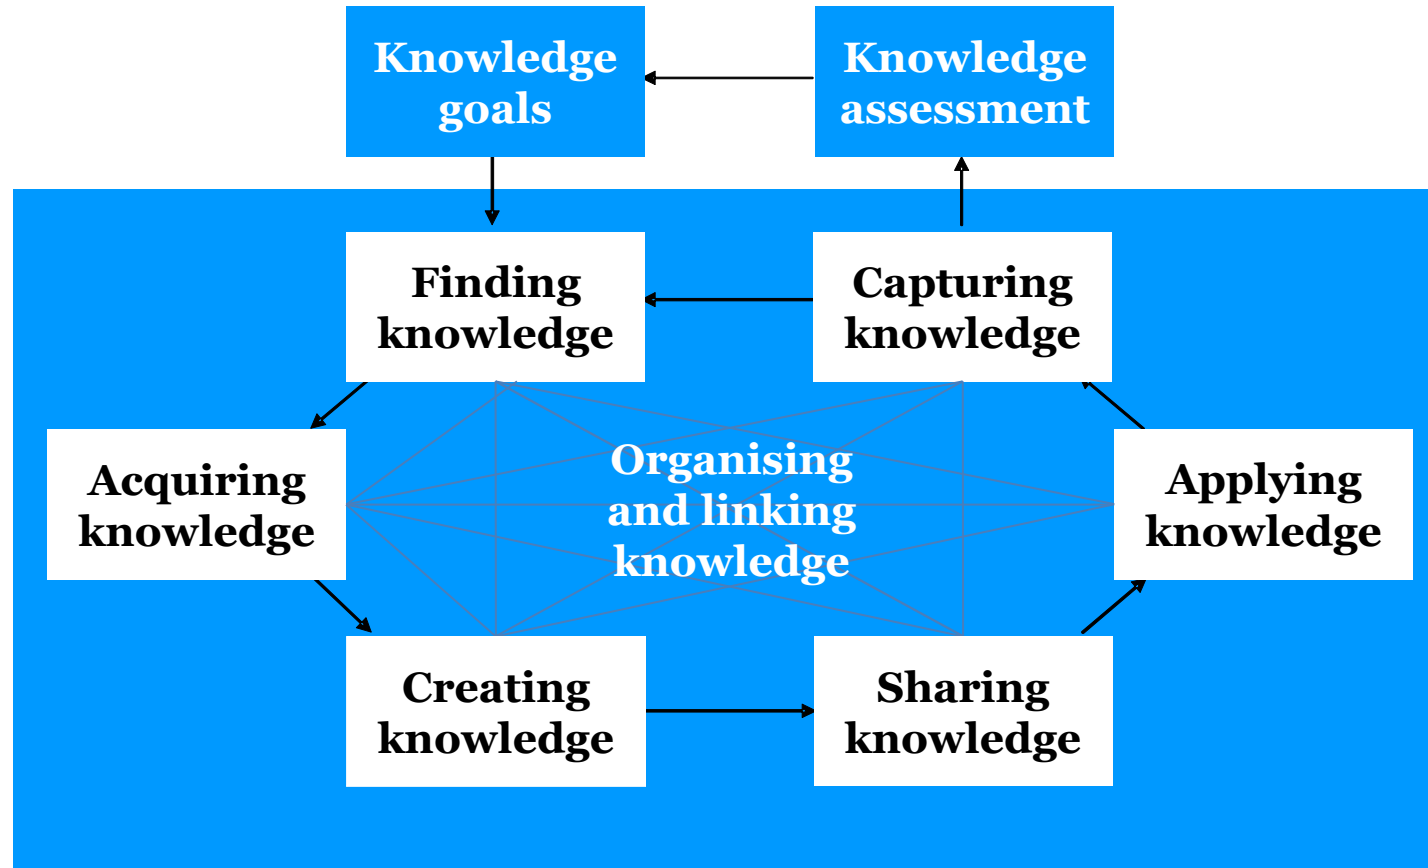 Knowledge
goals
Knowledge
assessment
Finding
knowledge
Capturing
knowledge
Acquiring
knowledge
Organising
and linking
knowledge
Applying
knowledge
Creating
knowledge
Sharing
knowledge